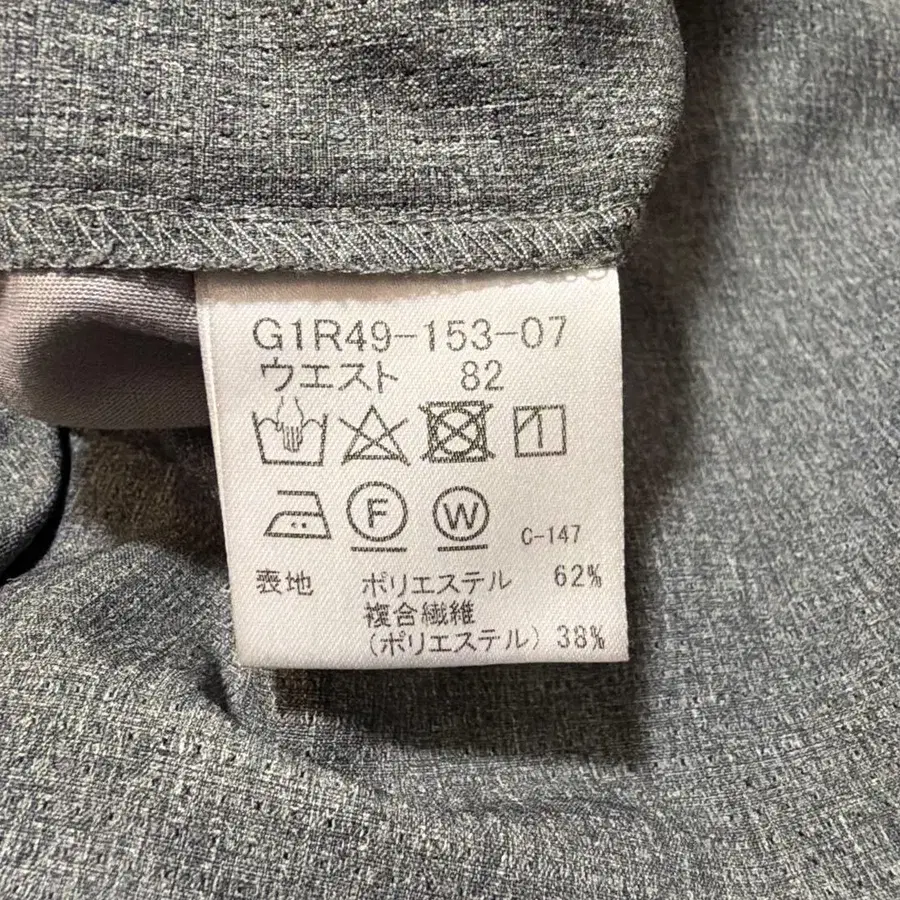 G1R49-153-07
ウエスト 82
F W C-147
表地 ポリエステル 62%
複合繊維
(ポリエステル) 38%